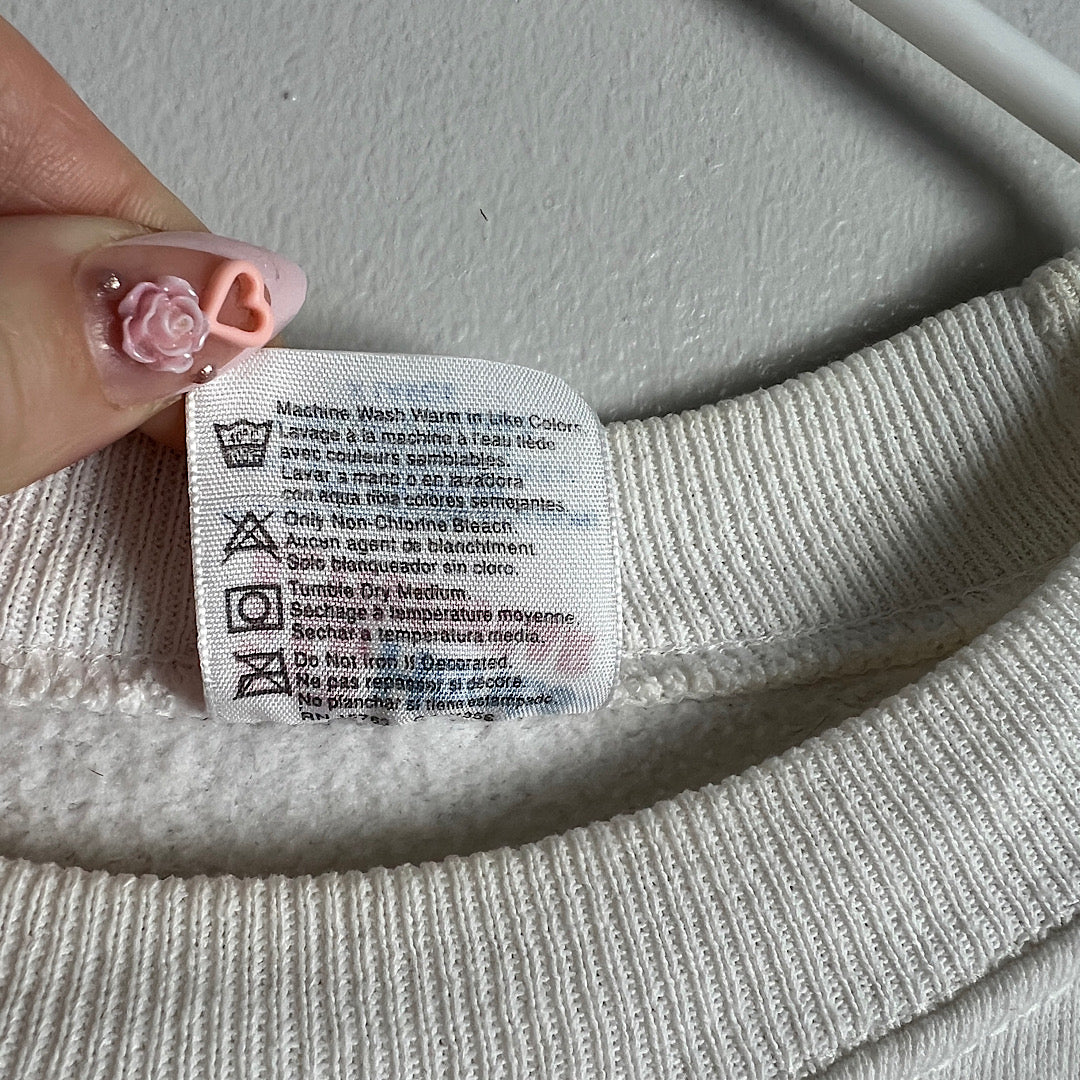 Machine Wash Warm in Like Colors
Lavage à la machine à l'eau tiède
avec couleurs semblables.
Lavar a mano o en lavadora
con agua tibia colores semejantes.
Only Non-Chlorine Bleach
Aucun agent de blanchiment
Solo blanqueador sin cloro.
Tumble Dry Medium.
Séchage a température moyenne
Sechar a temperatura media.
Do Not Iron if Decorated.
Ne pas repasser si décoré
No planchar si tiene estampado
RN